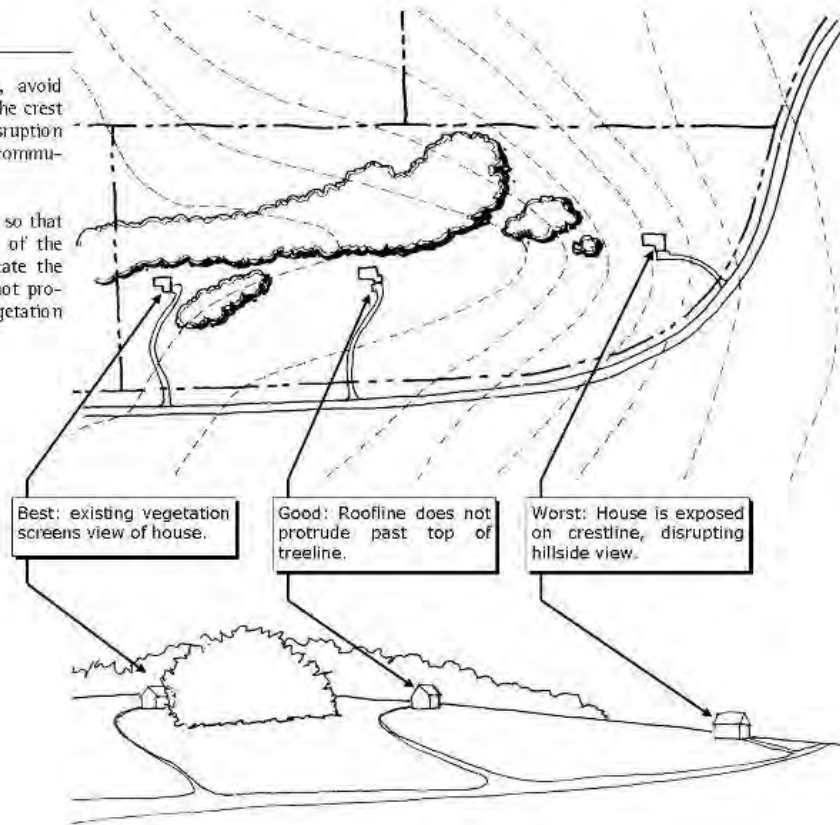 , avoid
he crest
sruption
commu-
so that
of the
cate the
not pro-
getation
Best: existing vegetation
screens view of house.
Good: Roofline does not
protrude past top of
treeline.
Worst: House is exposed
on crestline, disrupting
hillside view.